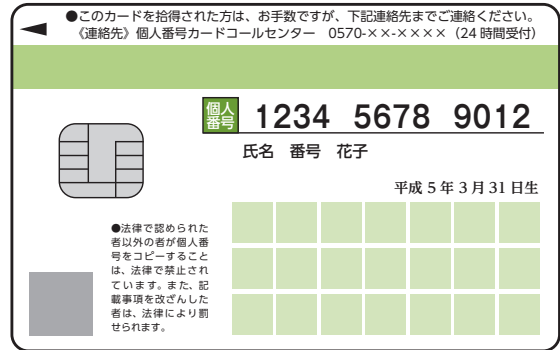 ●このカードを拾得された方は、お手数ですが、下記連絡先までご連絡ください。
《連絡先》個人番号カードコールセンター 0570-××-××××（24時間受付）
個人
番号
1234 5678 9012
氏名 番号 花子
平成5年3月31日生
●法律で認められた
者以外の者が個人番
号をコピーすること
は、法律で禁止され
ています。また、記
載事項を改ざんした
者は、法律により罰
せられます。